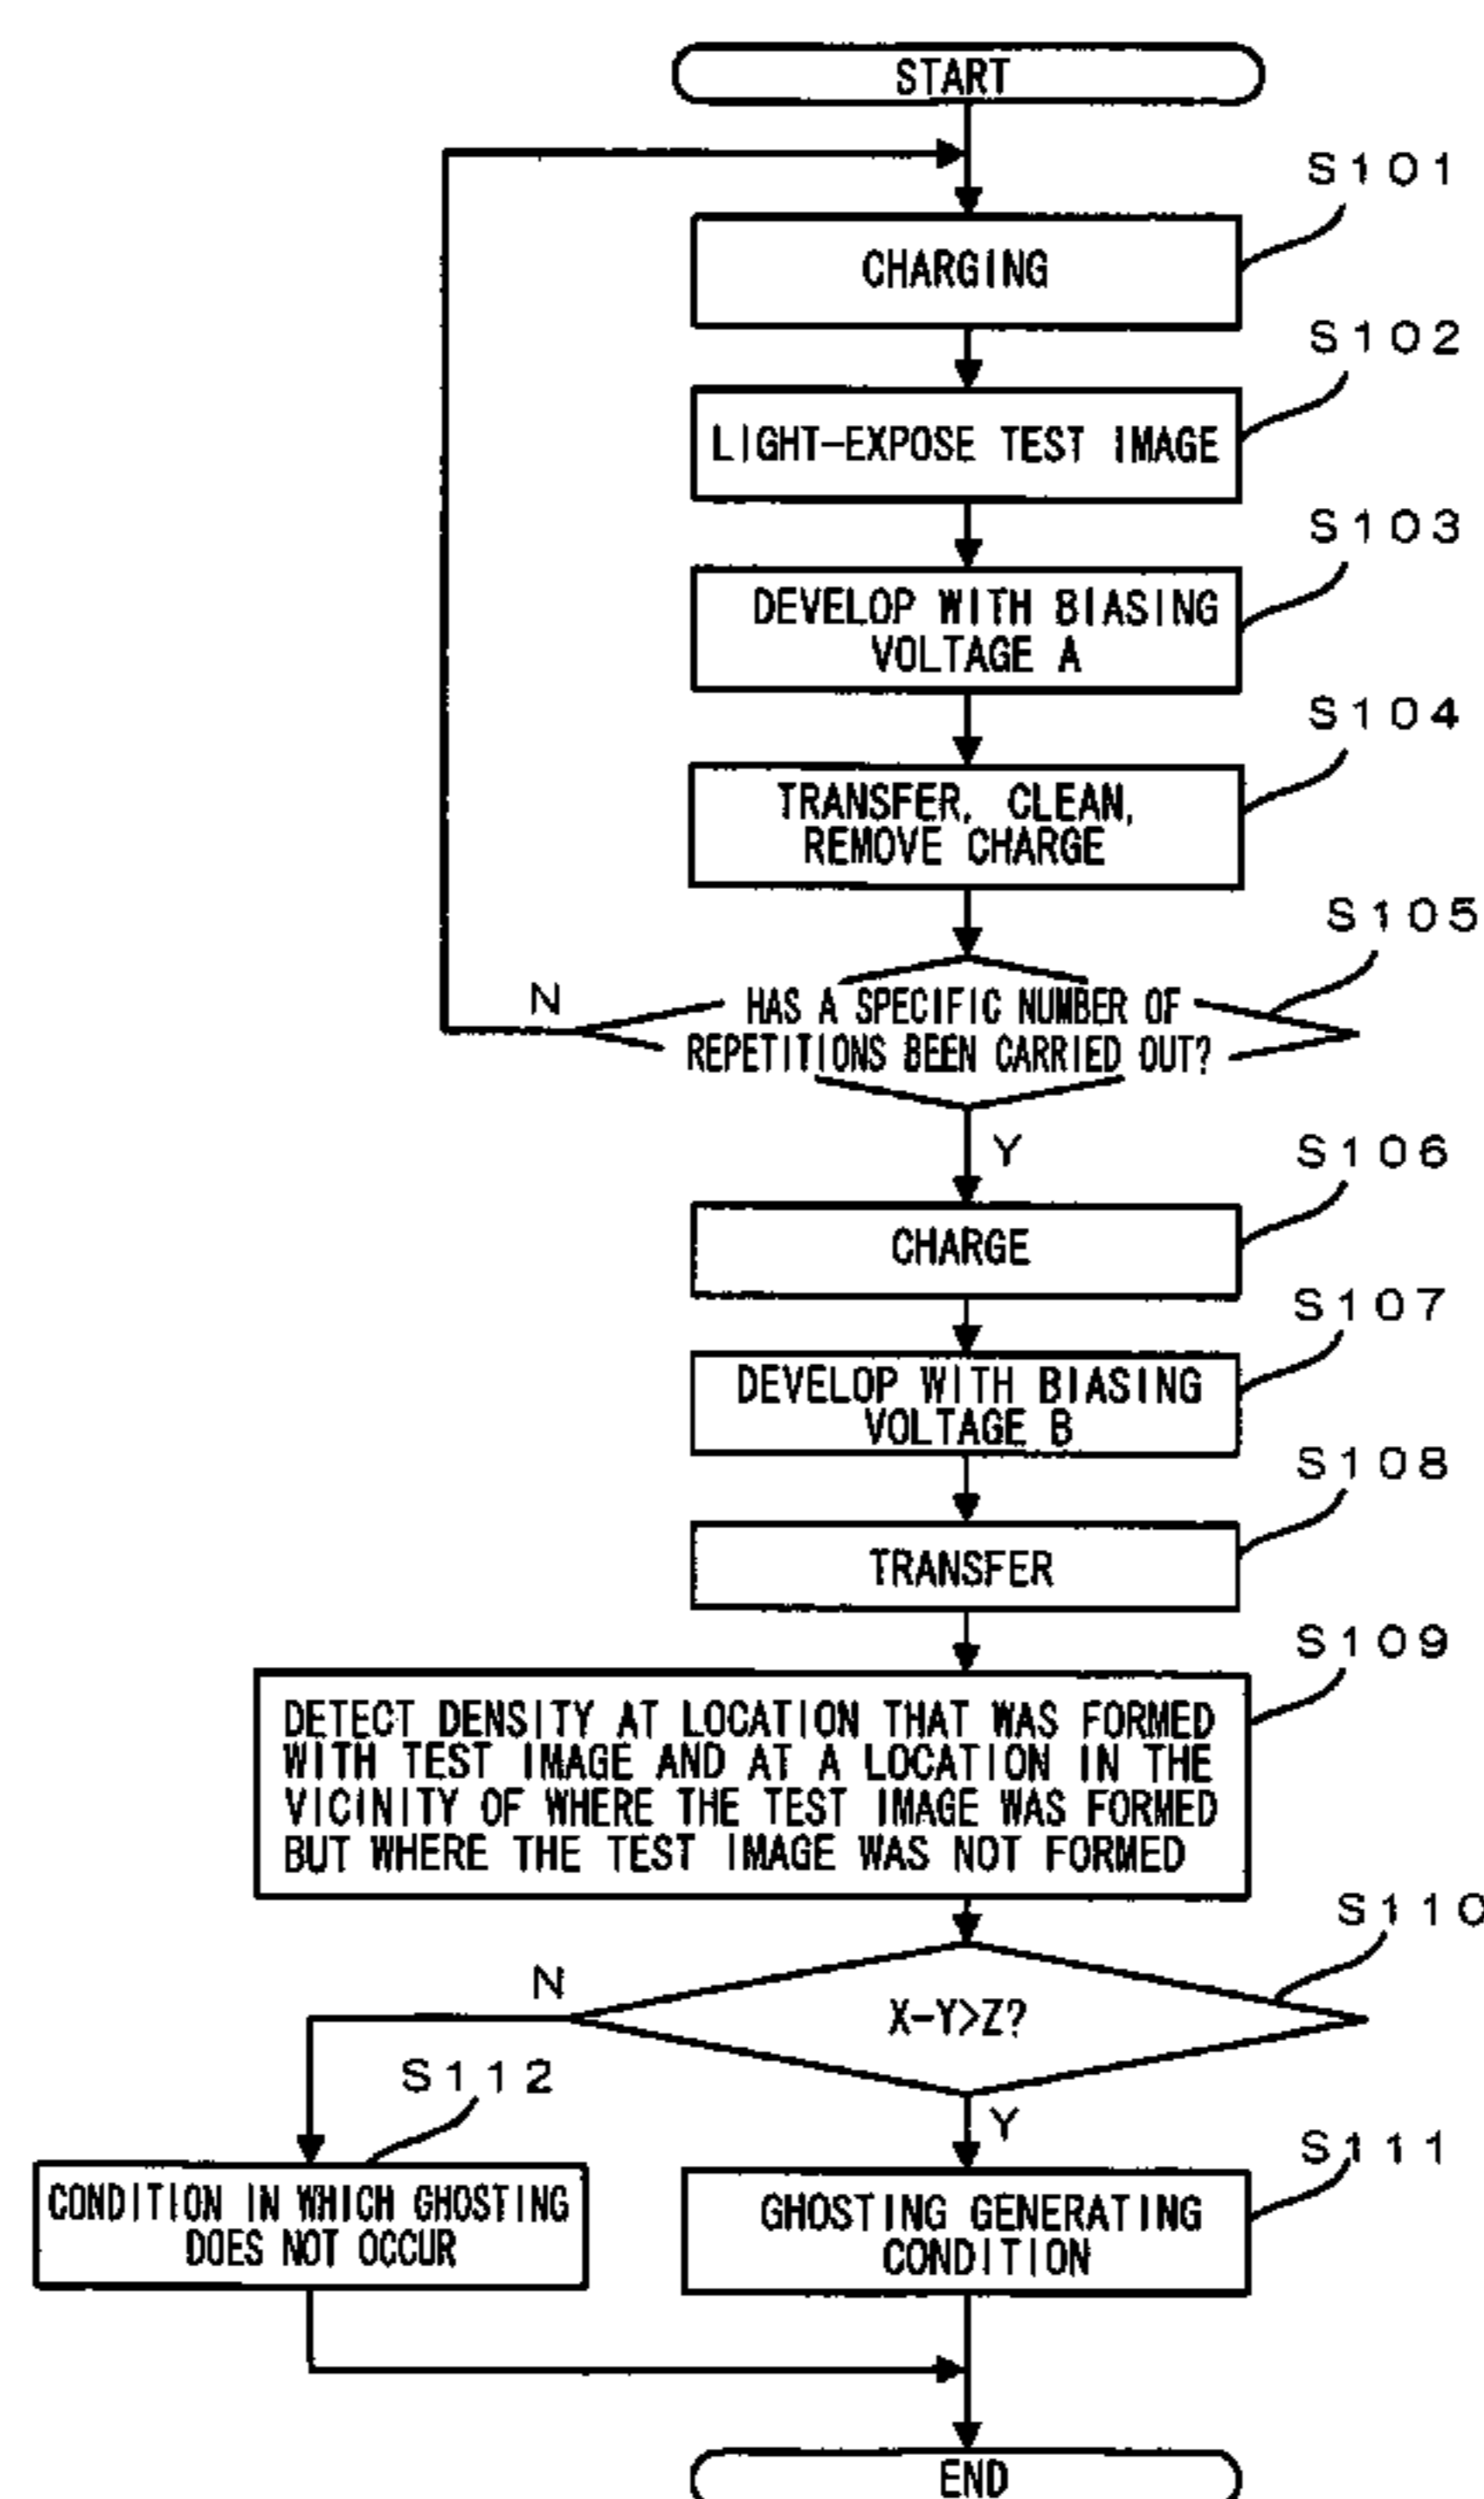 START
S101
CHARGING
S102
LIGHT-EXPOSE TEST IMAGE
S103
DEVELOP WITH BIASING
VOLTAGE A
S104
TRANSFER, CLEAN,
REMOVE CHARGE
S105
N
HAS A SPECIFIC NUMBER OF
REPETITIONS BEEN CARRIED OUT?
Y
S106
CHARGE
S107
DEVELOP WITH BIASING
VOLTAGE B
S108
TRANSFER
S109
DETECT DENSITY AT LOCATION THAT WAS FORMED
WITH TEST IMAGE AND AT A LOCATION IN THE
VICINITY OF WHERE THE TEST IMAGE WAS FORMED
BUT WHERE THE TEST IMAGE WAS NOT FORMED
S110
N
X-Y>Z?
S112
Y
S111
CONDITION IN WHICH GHOSTING
DOES NOT OCCUR
GHOSTING GENERATING
CONDITION
END